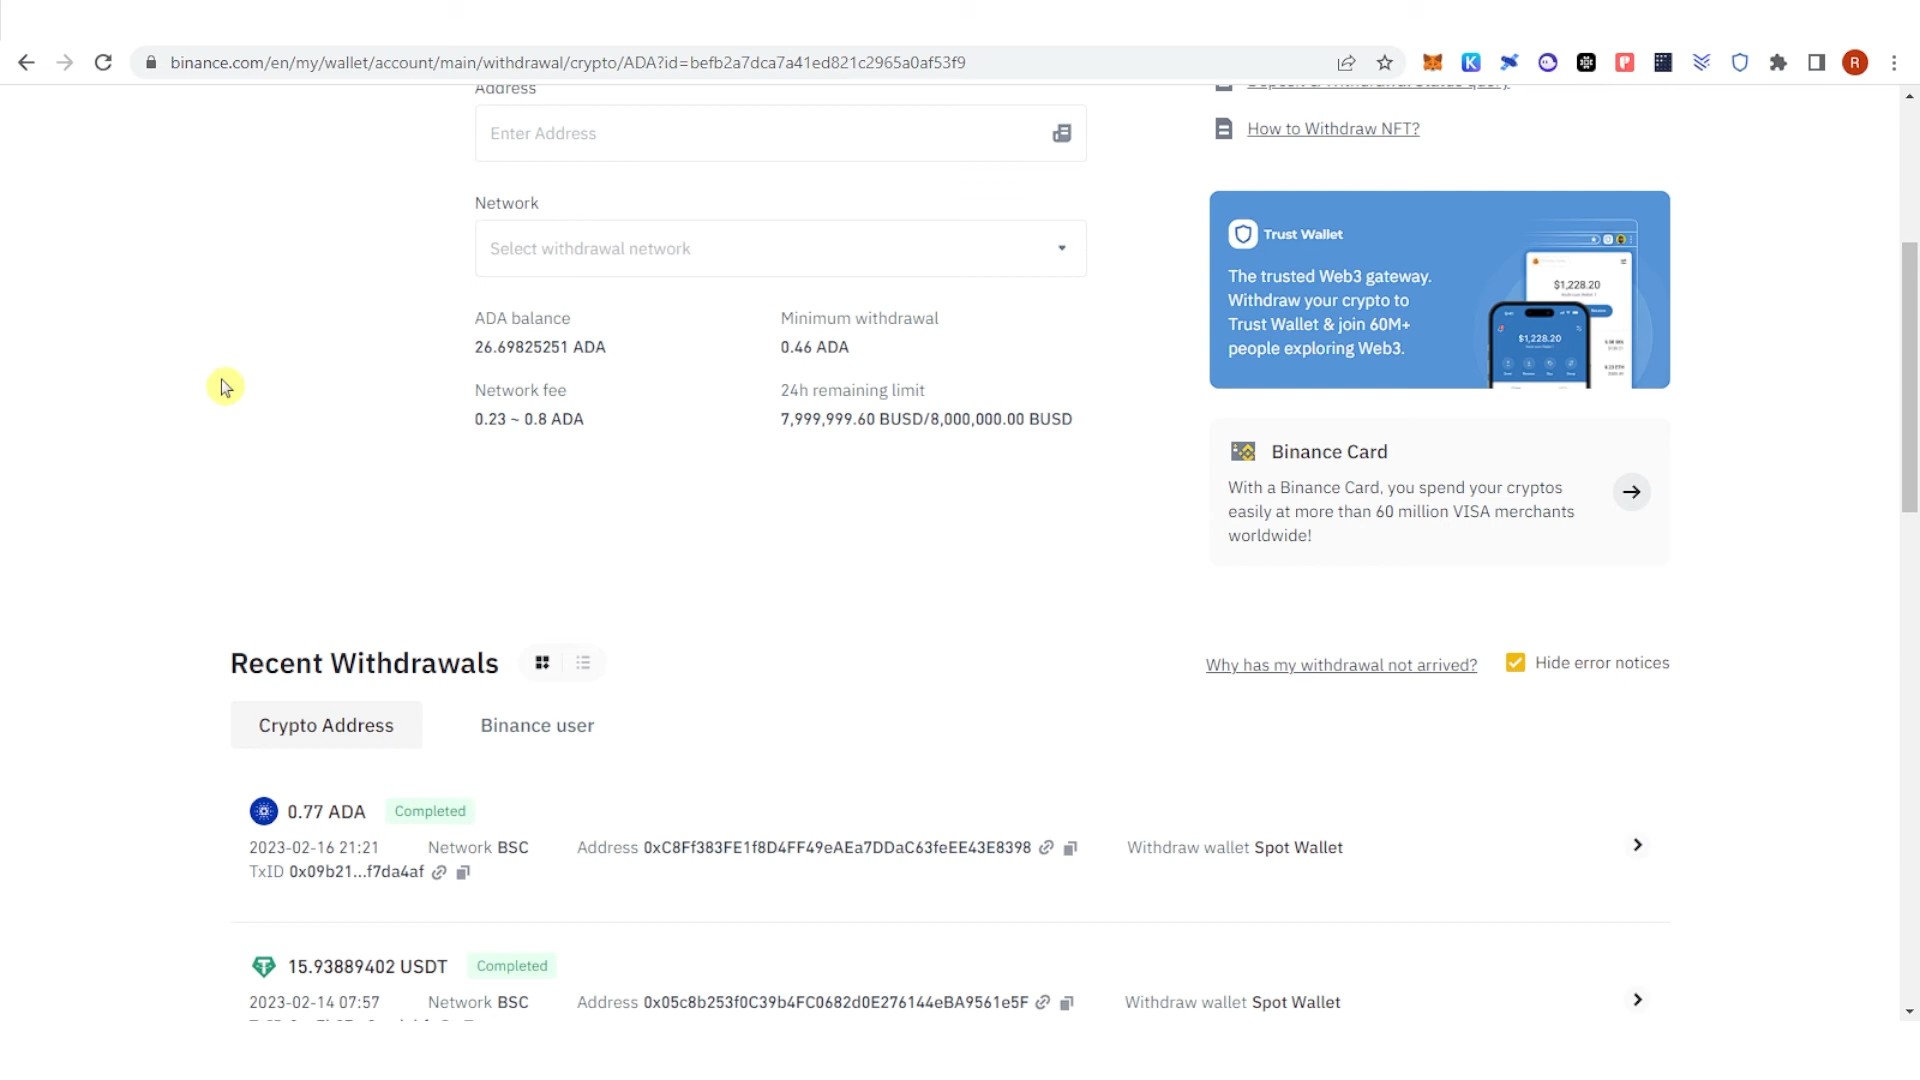 binance.com/en/my/wallet/account/main/withdrawal/crypto/ADA?id=befb2a7dca7a41ed821c2965a0af53f9
R
Address
Enter Address
Network
Select withdrawal network
ADA balance
26.69825251 ADA
Minimum withdrawal
0.46 ADA
Network fee
0.23 ~ 0.8 ADA
24h remaining limit
7,999,999.60 BUSD/8,000,000.00 BUSD
Deposit & Withdrawal Status query
How to Withdraw NFT?
Trust Wallet
The trusted Web3 gateway.
Withdraw your crypto to
Trust Wallet & join 60M+
people exploring Web3.
$1,228.20
$1,228.20
Binance Card
With a Binance Card, you spend your cryptos
easily at more than 60 million VISA merchants
worldwide!
Recent Withdrawals
Why has my withdrawal not arrived?
Hide error notices
Crypto Address
Binance user
0.77 ADA Completed
2023-02-16 21:21 Network BSC Address 0xC8Ff383FE1f8D4FF49eAEa7DDaC63feEE43E8398 Withdraw wallet Spot Wallet
TxID 0x09b21...f7da4af
15.93889402 USDT Completed
2023-02-14 07:57 Network BSC Address 0x05c8b253f0C39b4FC0682d0E276144eBA9561e5F Withdraw wallet Spot Wallet